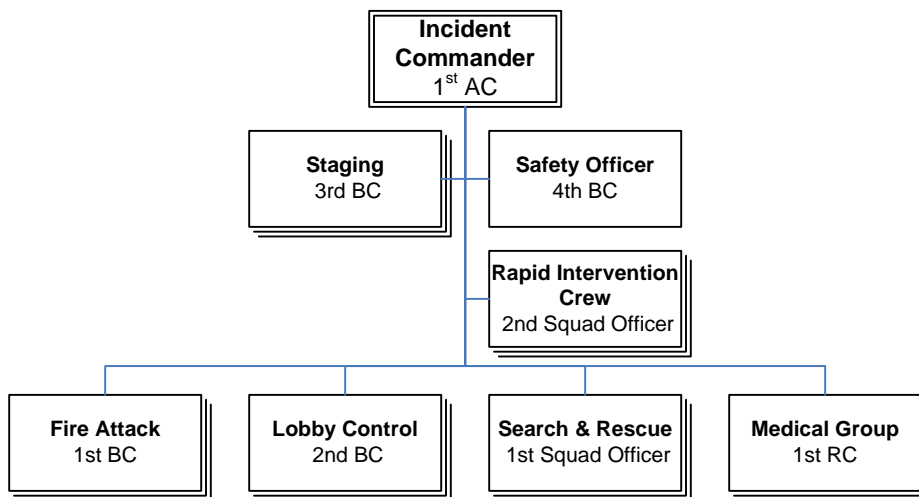 Incident
Commander
1st AC
Staging
3rd BC
Safety Officer
4th BC
Rapid Intervention
Crew
2nd Squad Officer
Fire Attack
1st BC
Lobby Control
2nd BC
Search & Rescue
1st Squad Officer
Medical Group
1st RC